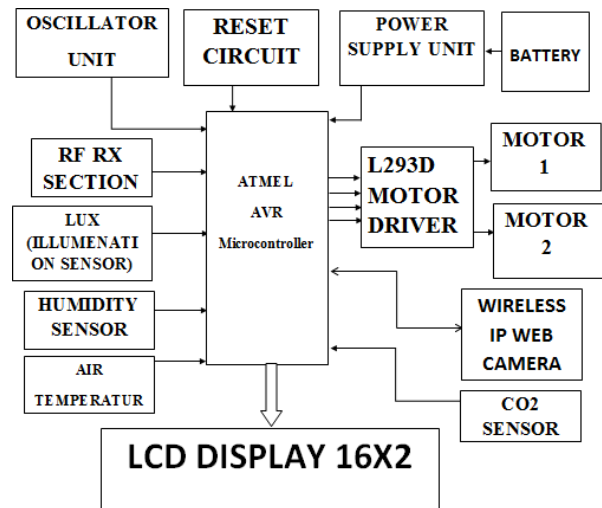 OSCILLATOR
UNIT
RESET
CIRCUIT
POWER
SUPPLY UNIT
BATTERY
RF RX
SECTION
LUX
(ILLUMENATI
ON SENSOR)
HUMIDITY
SENSOR
AIR
TEMPERATUR
ATMEL
AVR
Microcontroller
L293D
MOTOR
DRIVER
MOTOR
1
MOTOR
2
WIRELESS
IP WEB
CAMERA
CO2
SENSOR
LCD DISPLAY 16X2